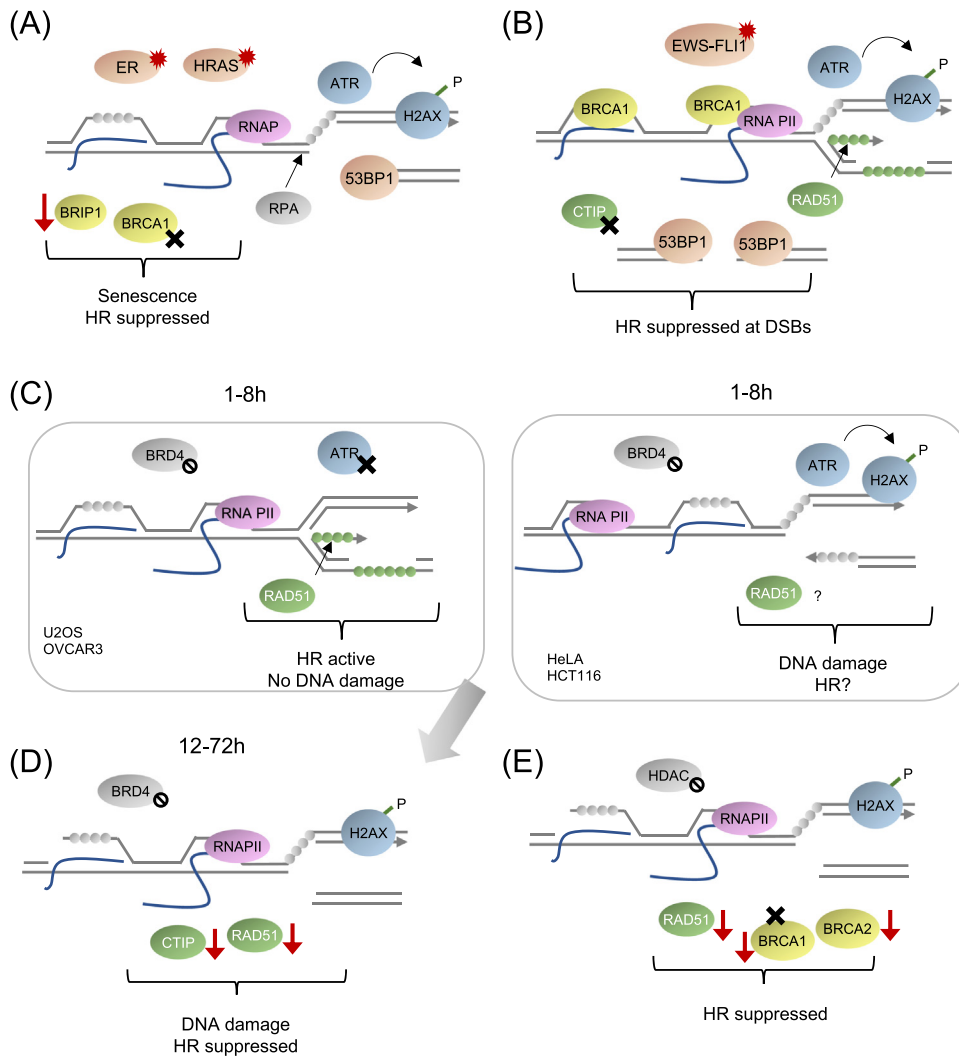 (A)
ER
HRAS
ATR
P
H2AX
RNAP
53BP1
RPA
BRIP1
BRCA1
Senescence
HR suppressed
(B)
EWS-FLI1
ATR
P
H2AX
BRCA1
BRCA1
RNA PII
RAD51
CTIP
53BP1
53BP1
HR suppressed at DSBs
(C)
1-8h
BRD4
ATR
RNA PII
RAD51
U2OS
OVCAR3
HR active
No DNA damage
1-8h
BRD4
ATR
P
H2AX
RNA PII
RAD51
?
HeLA
HCT116
DNA damage
HR?
(D)
12-72h
BRD4
P
H2AX
RNAPII
CTIP
RAD51
DNA damage
HR suppressed
(E)
HDAC
P
H2AX
RNAPII
RAD51
BRCA1
BRCA2
HR suppressed